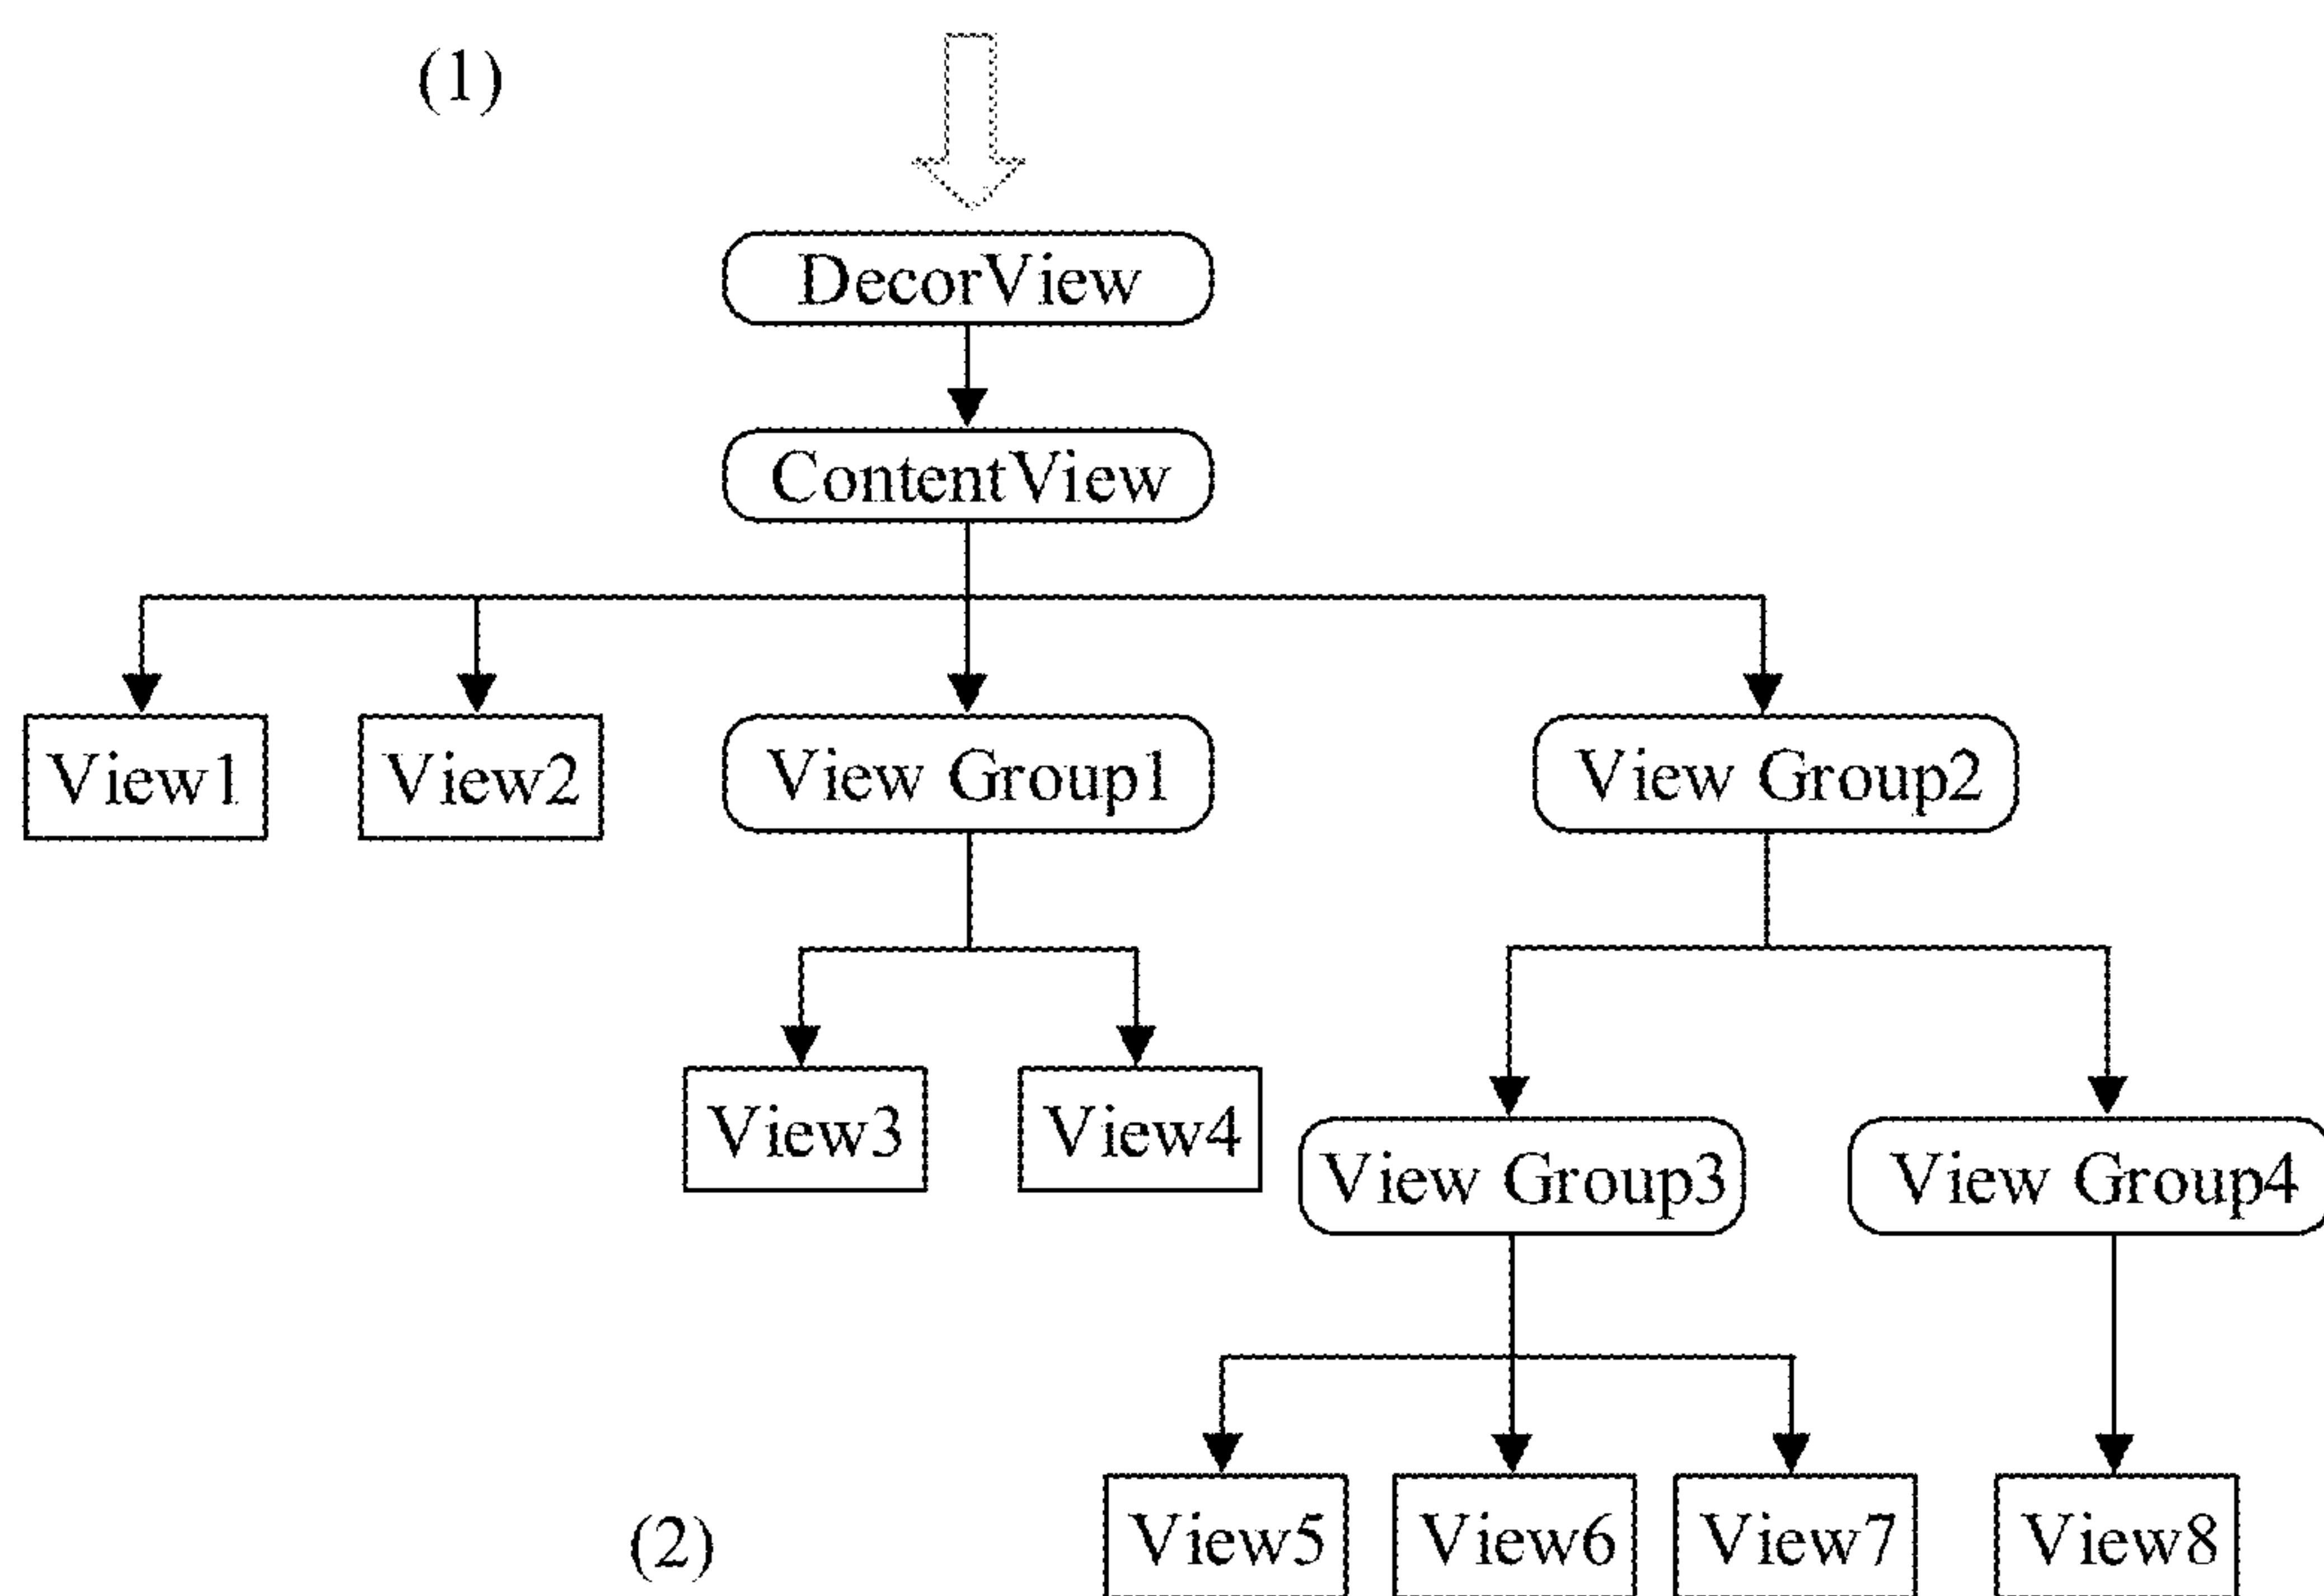 (1)
DecorView
ContentView
View1
View2
View Group1
View Group2
View3
View4
View Group3
View Group4
View5
View6
View7
View8
(2)